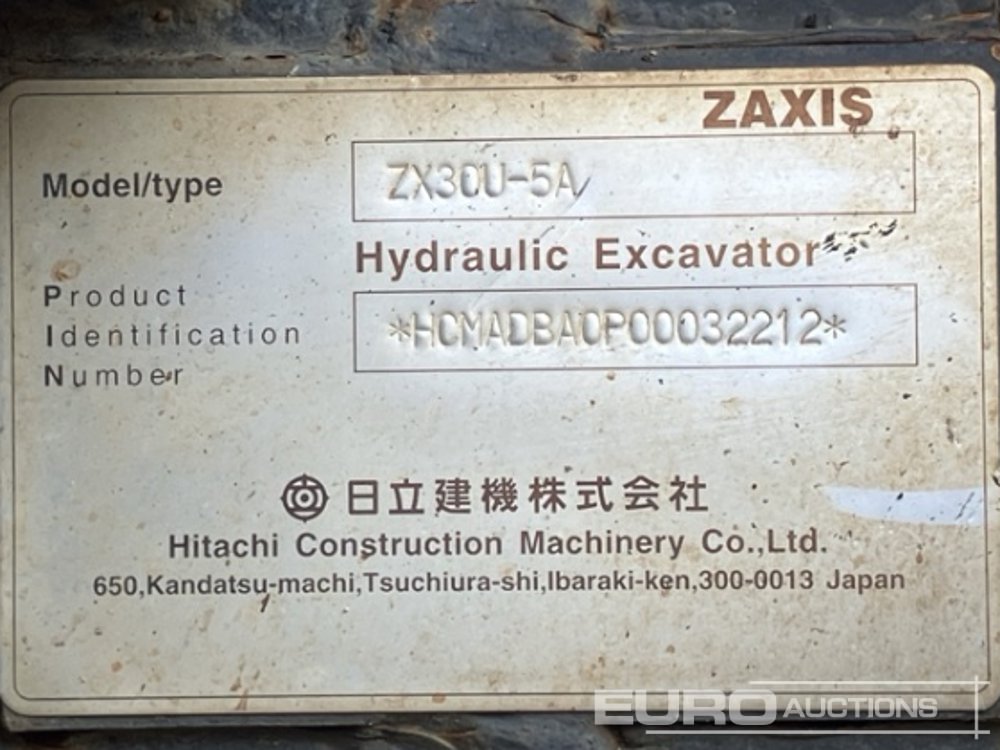 ZAXIS
Model/type ZX30U-5A
Hydraulic Excavator
Product
Identification
Number
*HCMADBA0P00032212*
日立建機株式会社
Hitachi Construction Machinery Co.,Ltd.
650,Kandatsu-machi,Tsuchiura-shi,Ibaraki-ken,300-0013 Japan
EURO AUCTIONS